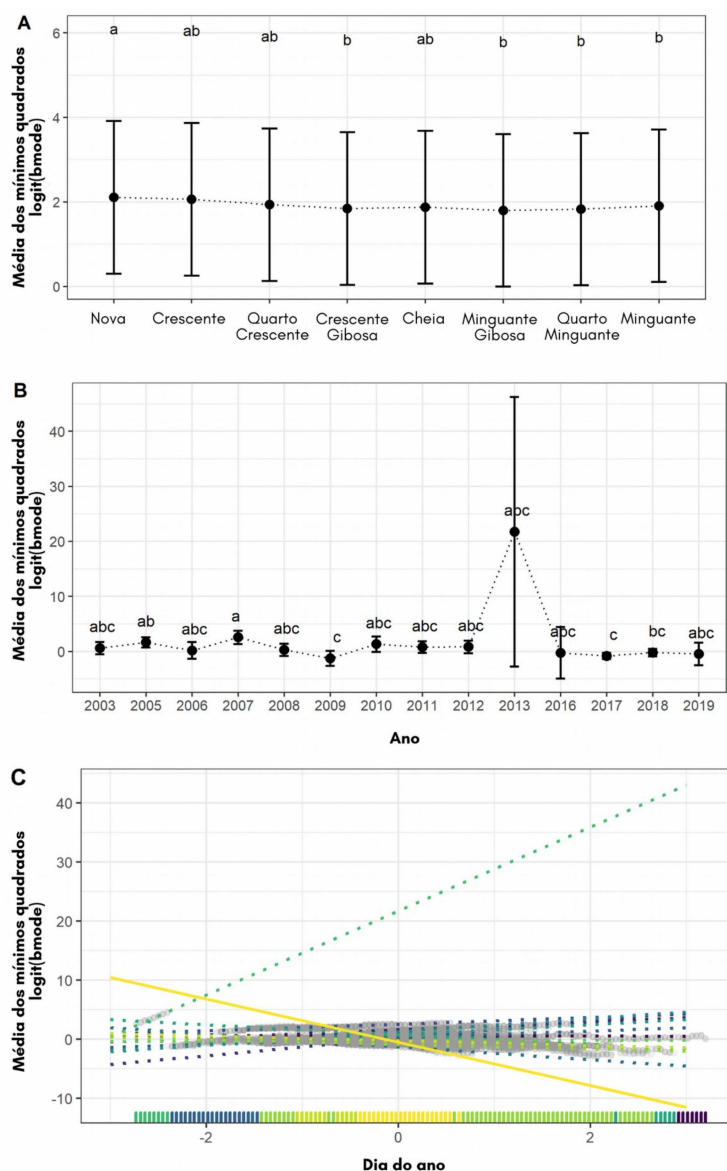 A
Média dos mínimos quadrados
logit(bmode)
6
4
2
0
a ab ab b ab b b b
Nova Crescente Quarto Crescente Crescente Gibosa Cheia Minguante Gibosa Quarto Minguante Minguante
B
Média dos mínimos quadrados
logit(bmode)
40
30
20
10
0
abc ab abc a abc c abc abc abc abc abc c bc abc
2003 2005 2006 2007 2008 2009 2010 2011 2012 2013 2016 2017 2018 2019
Ano
C
Média dos mínimos quadrados
logit(bmode)
40
30
20
10
0
-10
-2 0 2
Dia do ano